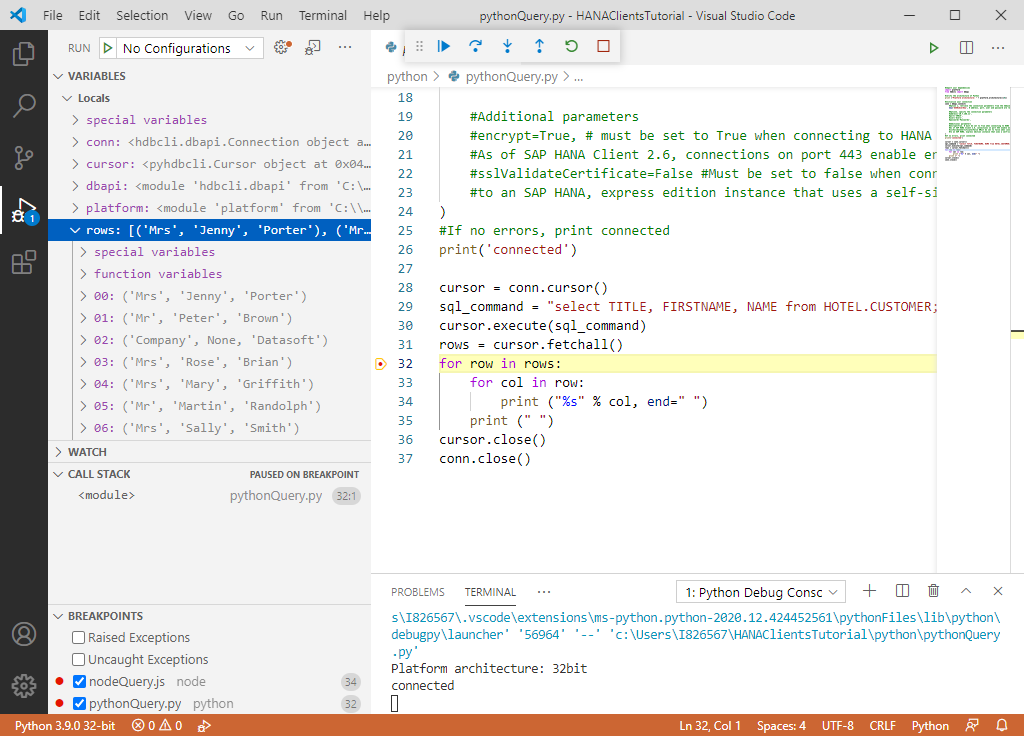 File Edit Selection View Go Run Terminal Help pythonQuery.py - HANAClientsTutorial - Visual Studio Code
RUN No Configurations
VARIABLES
Locals
special variables
conn: <hdbcli.dbapi.Connection object a...
cursor: <pyhdbcli.Cursor object at 0x04...
dbapi: <module 'hdbcli.dbapi' from 'C:\...
platform: <module 'platform' from 'C:\\...
rows: [('Mrs', 'Jenny', 'Porter'), ('Mr...
special variables
function variables
00: ('Mrs', 'Jenny', 'Porter')
01: ('Mr', 'Peter', 'Brown')
02: ('Company', None, 'Datasoft')
03: ('Mrs', 'Rose', 'Brian')
04: ('Mrs', 'Mary', 'Griffith')
05: ('Mr', 'Martin', 'Randolph')
06: ('Mrs', 'Sally', 'Smith')
WATCH
CALL STACK PAUSED ON BREAKPOINT
<module> pythonQuery.py 32:1
BREAKPOINTS
Raised Exceptions
Uncaught Exceptions
nodeQuery.js node 34
pythonQuery.py python 32
1
python > pythonQuery.py > ...
18
19 #Additional parameters
20 #encrypt=True, # must be set to True when connecting to HANA
21 #As of SAP HANA Client 2.6, connections on port 443 enable en
22 #sslValidateCertificate=False #Must be set to false when conn
23 #to an SAP HANA, express edition instance that uses a self-si
24 )
25 #If no errors, print connected
26 print('connected')
27
28 cursor = conn.cursor()
29 sql_command = "select TITLE, FIRSTNAME, NAME from HOTEL.CUSTOMER;
30 cursor.execute(sql_command)
31 rows = cursor.fetchall()
32 for row in rows:
33 for col in row:
34 print ("%s" % col, end=" ")
35 print (" ")
36 cursor.close()
37 conn.close()
PROBLEMS TERMINAL ... 1: Python Debug Consc
s\I826567\.vscode\extensions\ms-python.python-2020.12.424452561\pythonFiles\lib\python\
debugpy\launcher' '56964' '--' 'c:\Users\I826567\HANAClientsTutorial\python\pythonQuery
.py'
Platform architecture: 32bit
connected
Python 3.9.0 32-bit 0 0 Ln 32, Col 1 Spaces: 4 UTF-8 CRLF Python